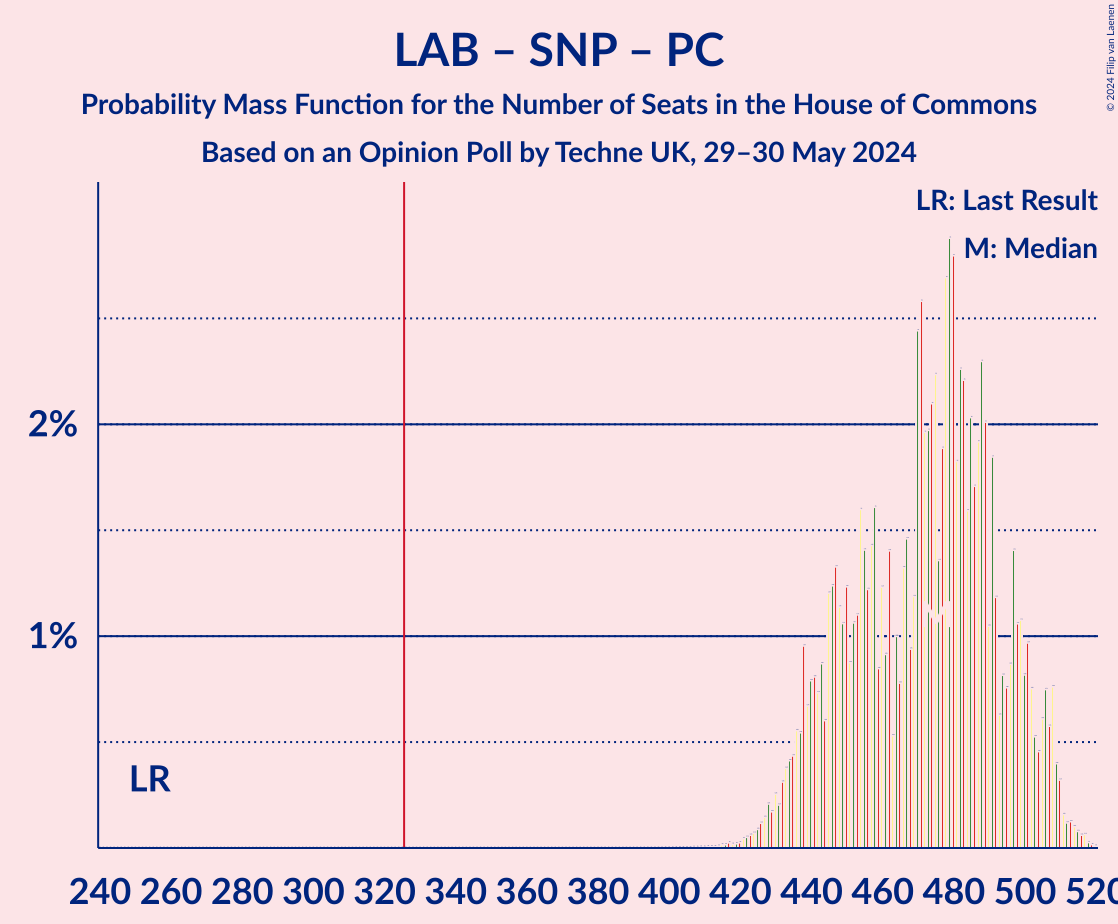 LAB – SNP – PC
Probability Mass Function for the Number of Seats in the House of Commons
Based on an Opinion Poll by Techne UK, 29–30 May 2024
© 2024 Filip van Laenen
LR: Last Result
M: Median
2%
1%
LR
240 260 280 300 320 340 360 380 400 420 440 460 480 500 520